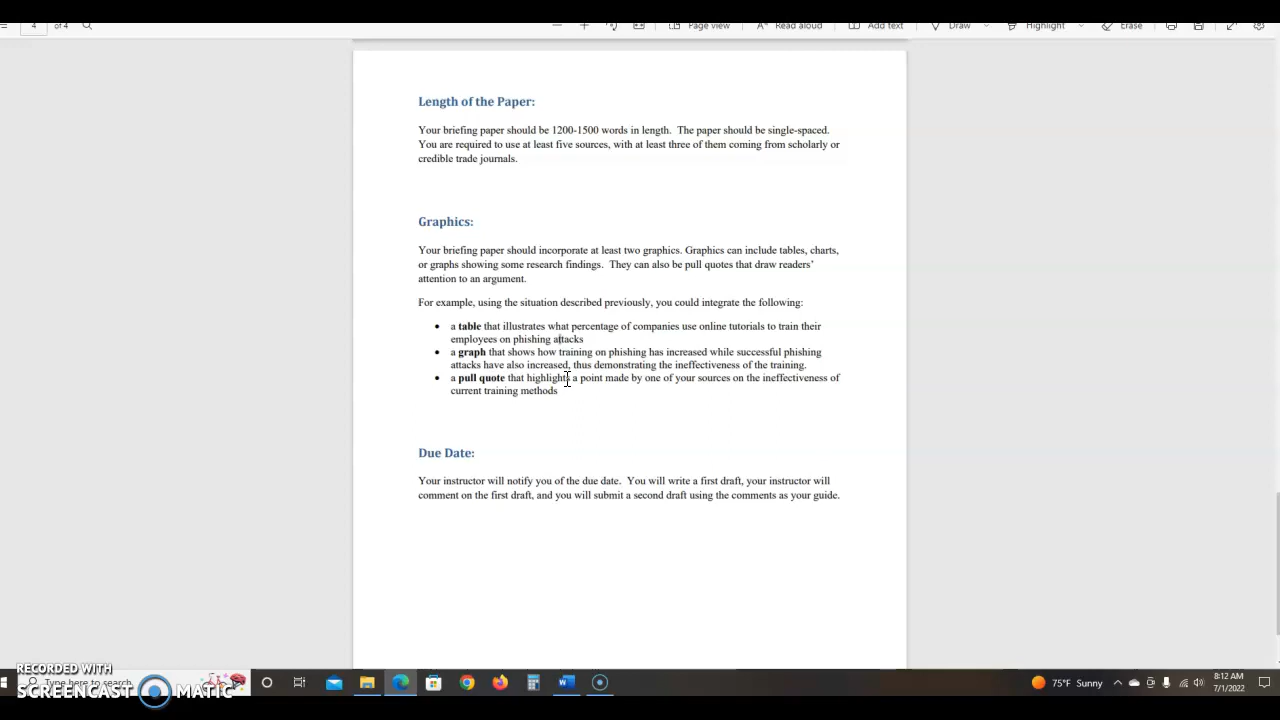 4 of 4 Page view Read aloud Add text Draw Highlight Erase
Length of the Paper:
Your briefing paper should be 1200-1500 words in length. The paper should be single-spaced.
You are required to use at least five sources, with at least three of them coming from scholarly or
credible trade journals.
Graphics:
Your briefing paper should incorporate at least two graphics. Graphics can include tables, charts,
or graphs showing some research findings. They can also be pull quotes that draw readers’
attention to an argument.
For example, using the situation described previously, you could integrate the following:
• a table that illustrates what percentage of companies use online tutorials to train their
employees on phishing attacks
• a graph that shows how training on phishing has increased while successful phishing
attacks have also increased, thus demonstrating the ineffectiveness of the training.
• a pull quote that highlights a point made by one of your sources on the ineffectiveness of
current training methods
Due Date:
Your instructor will notify you of the due date. You will write a first draft, your instructor will
comment on the first draft, and you will submit a second draft using the comments as your guide.
RECORDED WITH
Type here to search
SCREENCAST MATIC
75°F Sunny
8:12 AM
7/1/2022